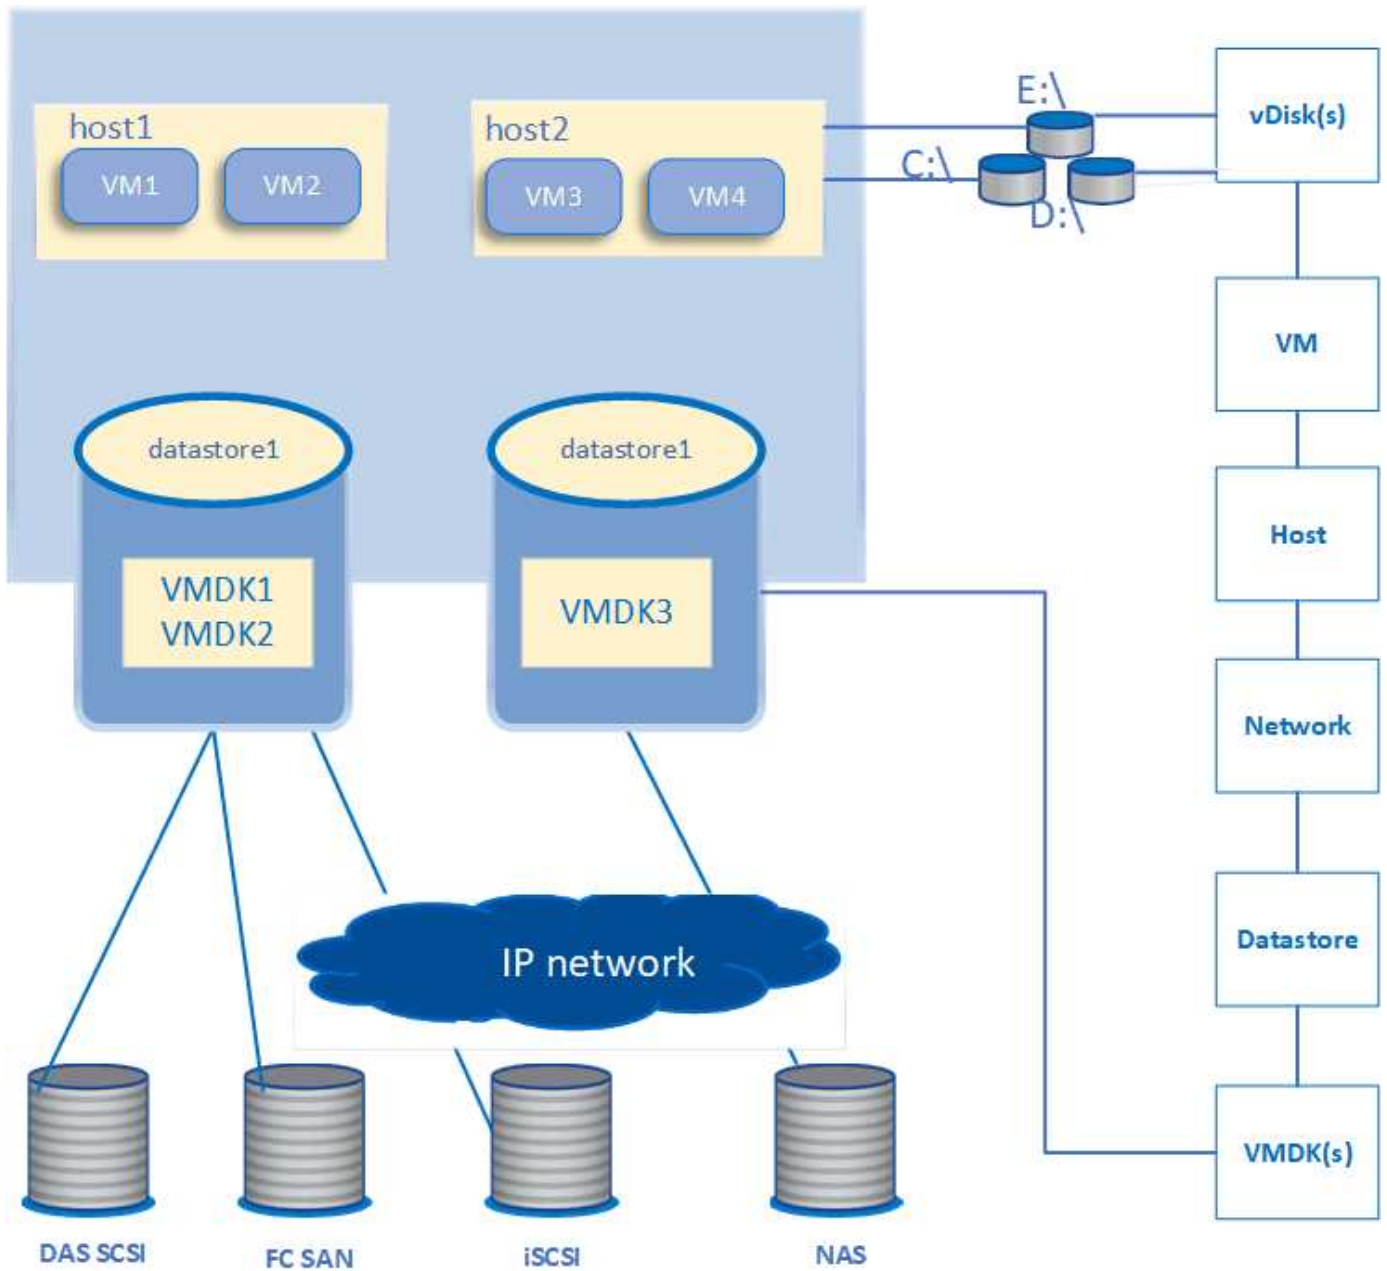 E:\
vDisk(s)
host1
host2
C:\
VM1
VM2
VM3
VM4
D:\
VM
datastore1
datastore1
Host
VMDK1
VMDK2
VMDK3
Network
IP network
Datastore
VMDK(s)
DAS SCSI
FC SAN
iSCSI
NAS